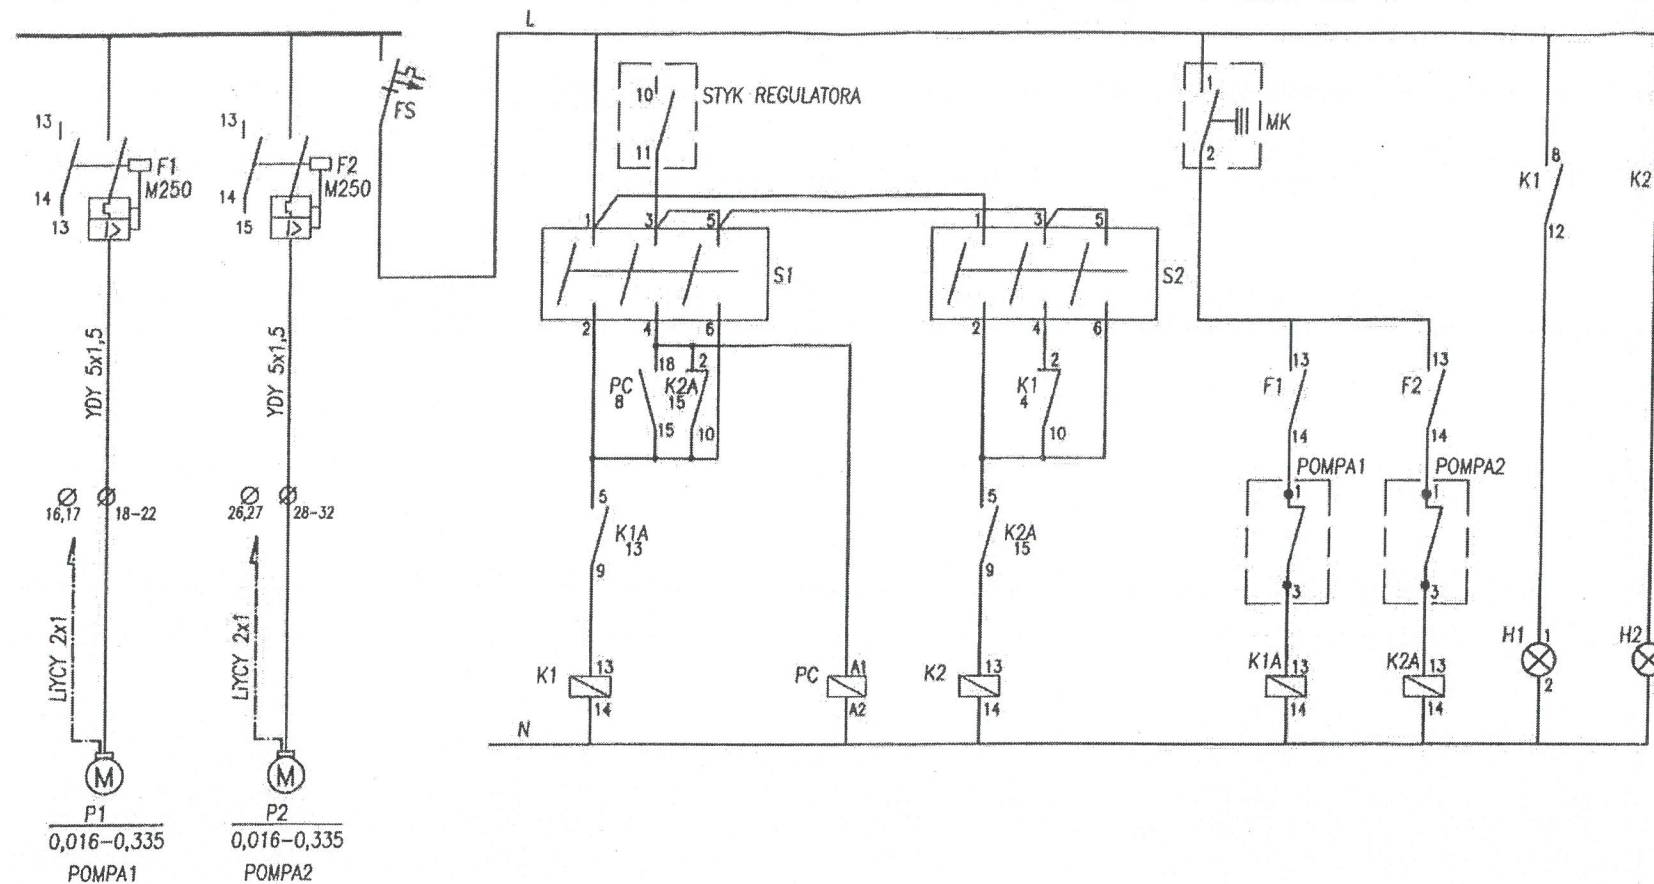 L
FS
13
14
13
F1
M250
13
14
15
F2
M250
YDY 5x1,5
YDY 5x1,5
16,17
18-22
26,27
28-32
LiYCY 2x1
LiYCY 2x1
M
M
P1
0,016-0,335
POMPA1
P2
0,016-0,335
POMPA2
10
11
STYK REGULATORA
1
3
5
S1
2
4
6
1
3
5
S2
2
4
6
PC
8
18
15
K2A
15
2
10
K1
4
2
10
5
K1A
13
9
5
K2A
15
9
K1
13
14
PC
A1
A2
K2
13
14
N
1
MK
2
F1
13
14
F2
13
14
POMPA1
1
3
POMPA2
1
3
K1A
13
14
K2A
13
14
K1
8
12
K2
H1
1
2
H2